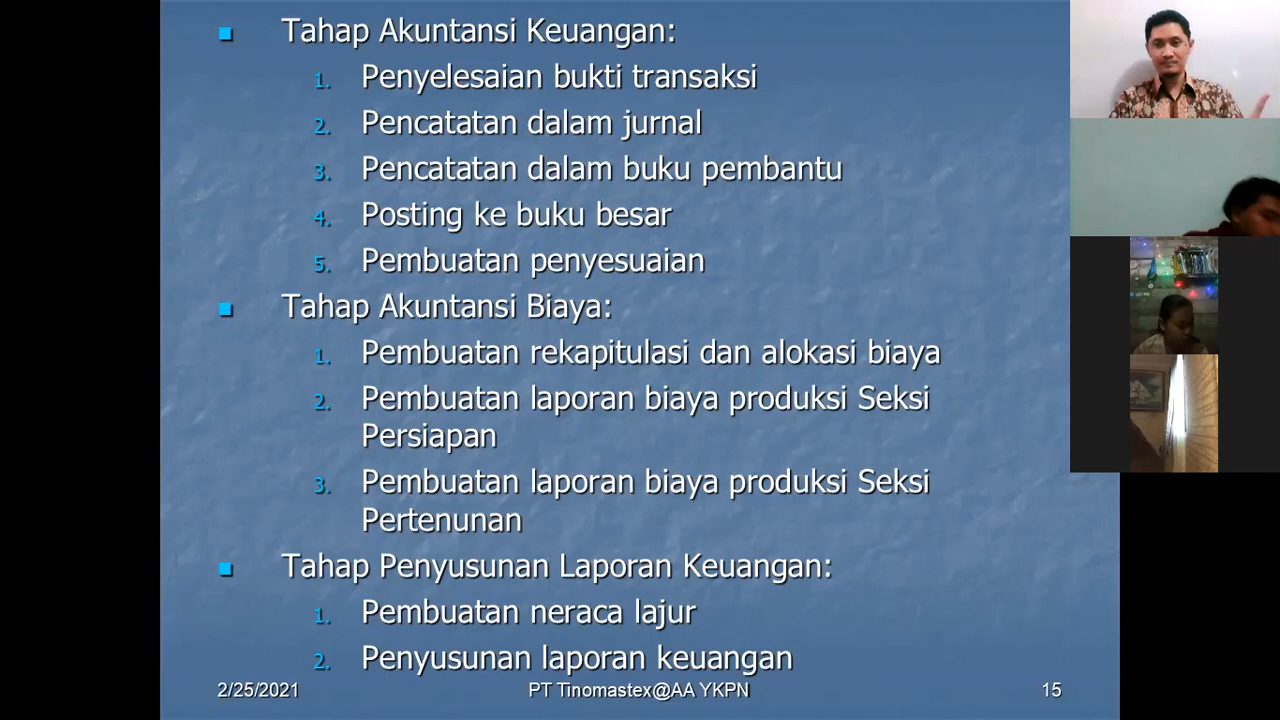 Tahap Akuntansi Keuangan:
1. Penyelesaian bukti transaksi
2. Pencatatan dalam jurnal
3. Pencatatan dalam buku pembantu
4. Posting ke buku besar
5. Pembuatan penyesuaian
Tahap Akuntansi Biaya:
1. Pembuatan rekapitulasi dan alokasi biaya
2. Pembuatan laporan biaya produksi Seksi
Persiapan
3. Pembuatan laporan biaya produksi Seksi
Pertenunan
Tahap Penyusunan Laporan Keuangan:
1. Pembuatan neraca lajur
2. Penyusunan laporan keuangan
2/25/2021 PT Tinomastex@AA YKPN 15